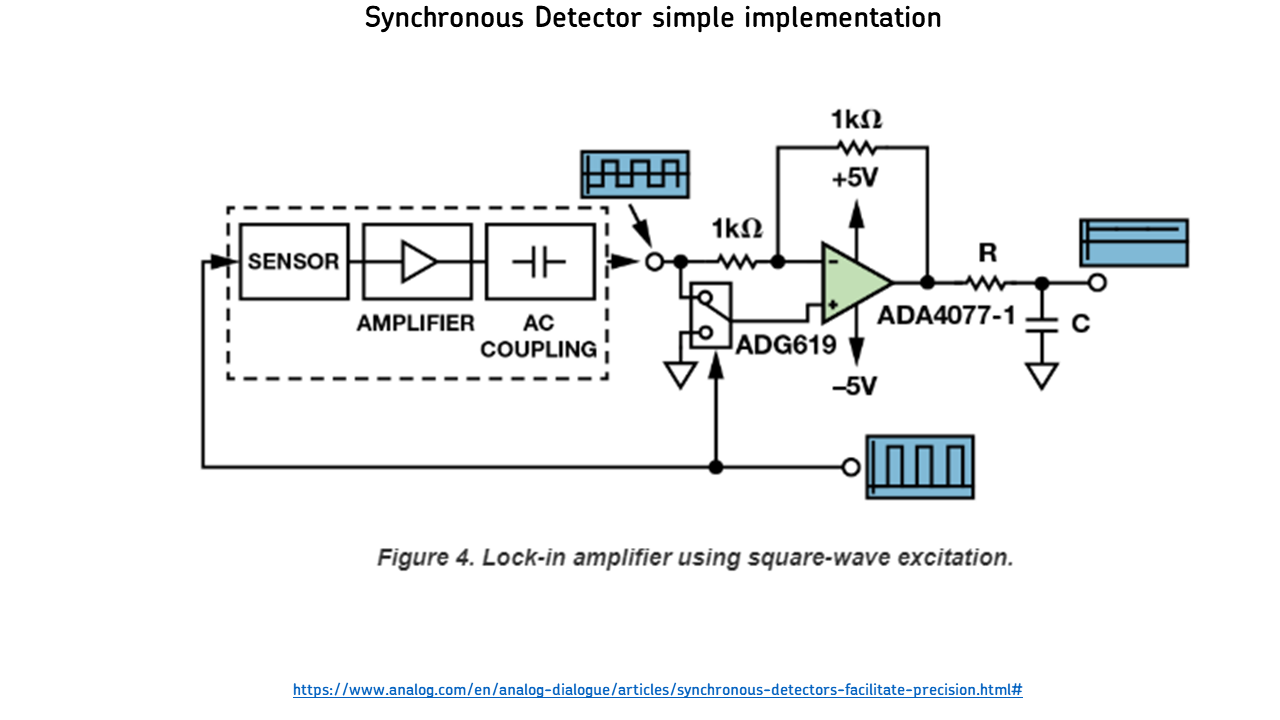 Synchronous Detector simple implementation
1kΩ
+5V
1kΩ
SENSOR
R
AMPLIFIER
AC
COUPLING
ADG619
ADA4077-1
C
–5V
Figure 4. Lock-in amplifier using square-wave excitation.
https://www.analog.com/en/analog-dialogue/articles/synchronous-detectors-facilitate-precision.html#